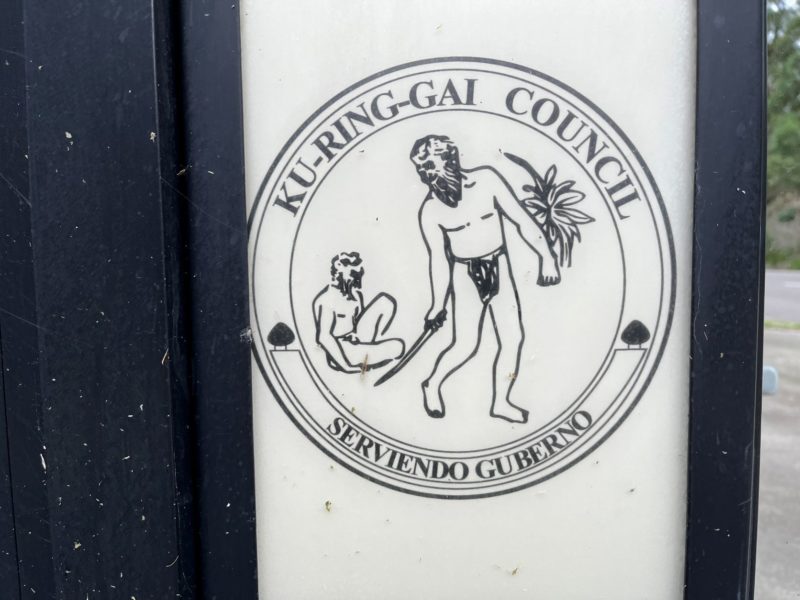 KU-RING-GAI COUNCIL
SERVIENDO GUBERNO